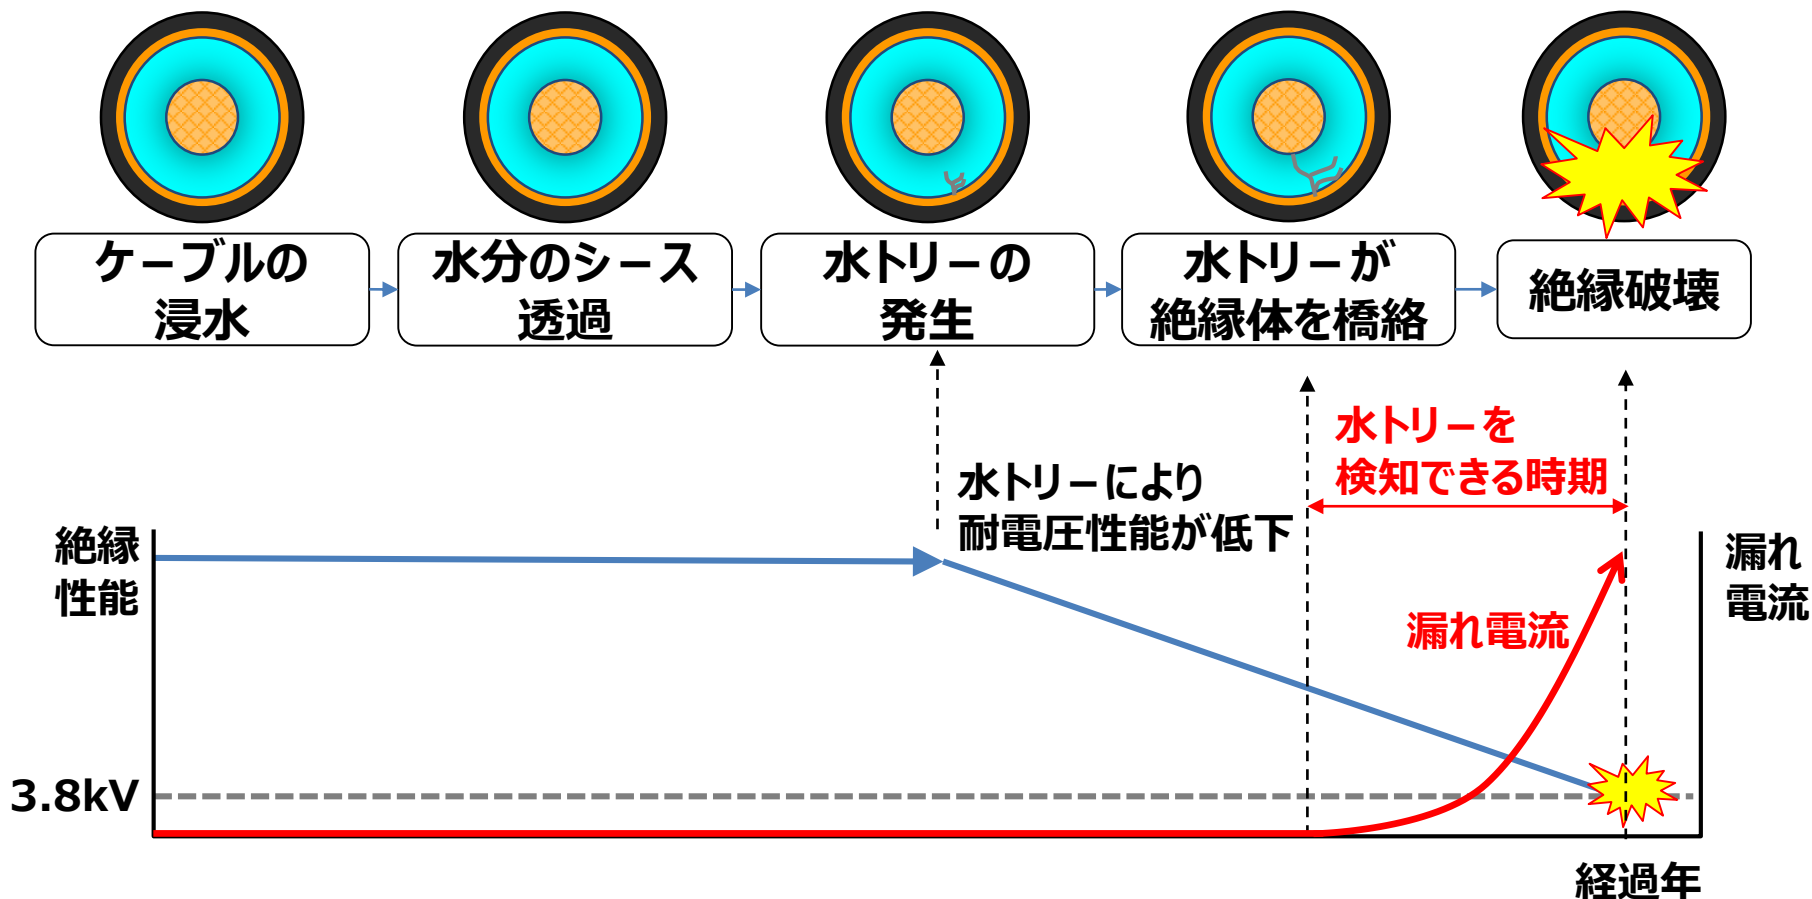 ケーブルの
浸水
水分のシース
透過
水トリーの
発生
水トリーが
絶縁体を橋絡
絶縁破壊
水トリーを
検知できる時期
水トリーにより
耐電圧性能が低下
絶縁
性能
漏れ
電流
漏れ電流
3.8kV
経過年